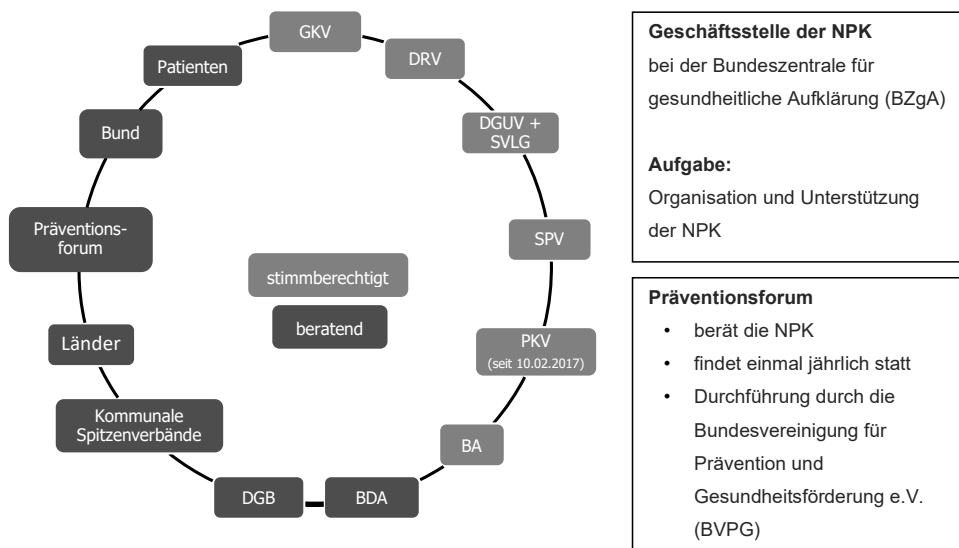 GKV
DRV
DGUV +
SVLG
SPV
PKV
(seit 10.02.2017)
BA
BDA
DGB
Kommunale
Spitzenverbände
Länder
Präventions-
forum
Bund
Patienten
stimmberechtigt
beratend
Geschäftsstelle der NPK
bei der Bundeszentrale für
gesundheitliche Aufklärung (BZgA)
Aufgabe:
Organisation und Unterstützung
der NPK
Präventionsforum
• berät die NPK
• findet einmal jährlich statt
• Durchführung durch die
Bundesvereinigung für
Prävention und
Gesundheitsförderung e.V.
(BVPG)